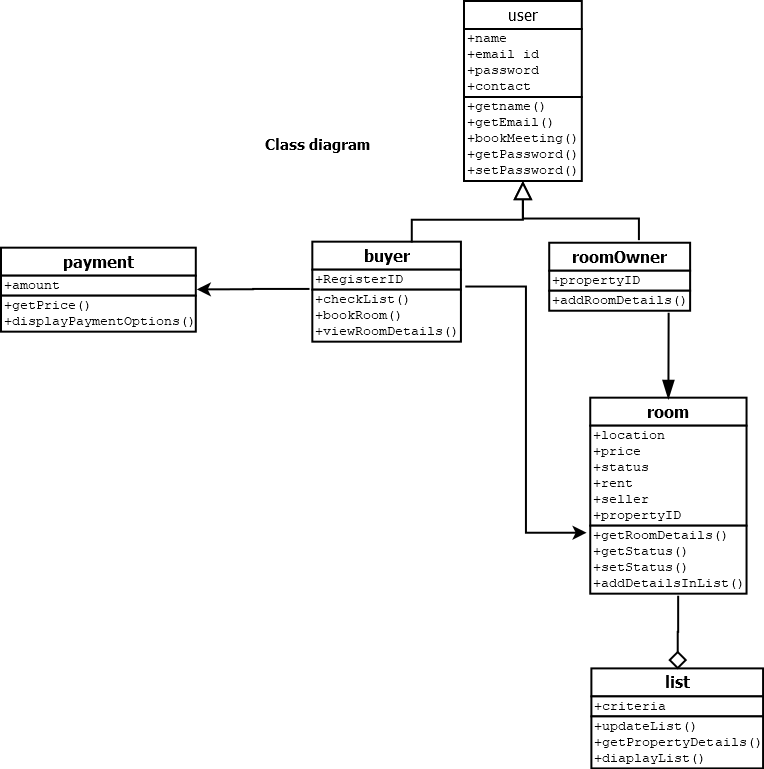 user
+name
+email id
+password
+contact
+getname()
+getEmail()
+bookMeeting()
+getPassword()
+setPassword()
Class diagram
payment
+amount
+getPrice()
+displayPaymentOptions()
buyer
+RegisterID
+checkList()
+bookRoom()
+viewRoomDetails()
roomOwner
+propertyID
+addRoomDetails()
room
+location
+price
+status
+rent
+seller
+propertyID
+getRoomDetails()
+getStatus()
+setStatus()
+addDetailsInList()
list
+criteria
+updateList()
+getPropertyDetails()
+diaplayList()